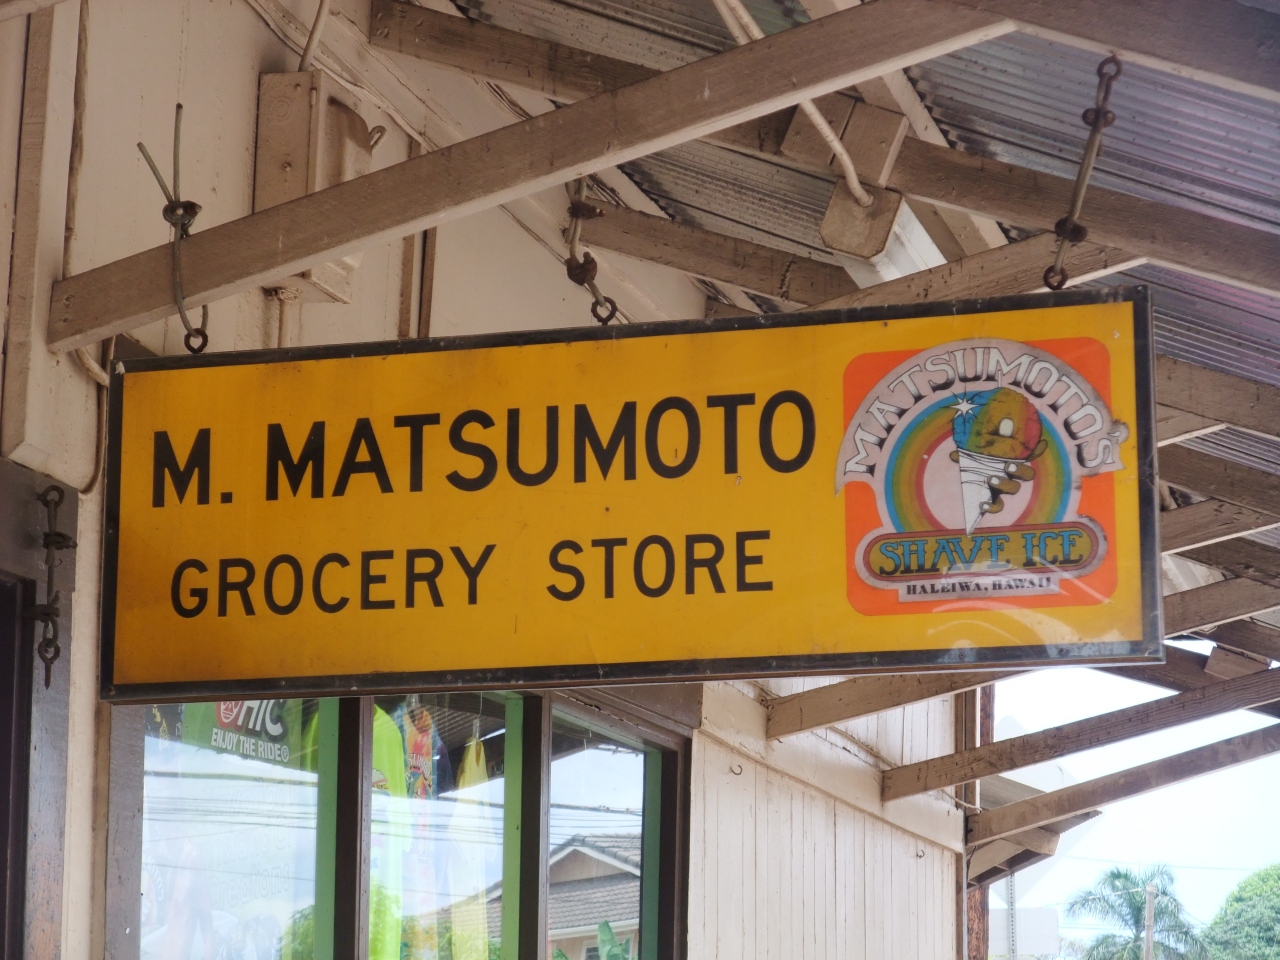 M. MATSUMOTO
GROCERY STORE
MATSUMOTO'S
SHAVE ICE
HALEIWA, HAWAII
HIC
ENJOY THE RIDE®